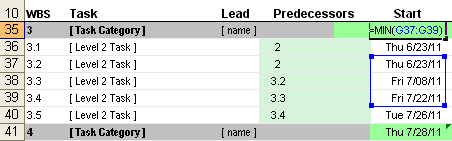 10 WBS Task Lead Predecessors Start
35 3 [ Task Category ] [ name ] =MIN(G37:G39)
36 3.1 [ Level 2 Task ] 2 Thu 6/23/11
37 3.2 [ Level 2 Task ] 2 Thu 6/23/11
38 3.3 [ Level 2 Task ] 3.2 Fri 7/08/11
39 3.4 [ Level 2 Task ] 3.3 Fri 7/22/11
40 3.5 [ Level 2 Task ] 3.4 Tue 7/26/11
41 4 [ Task Category ] [ name ] Thu 7/28/11